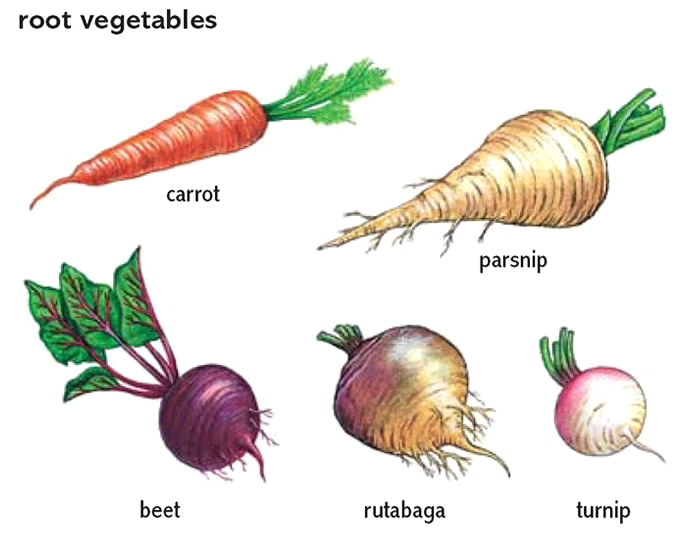 root vegetables
carrot
parsnip
beet
rutabaga
turnip